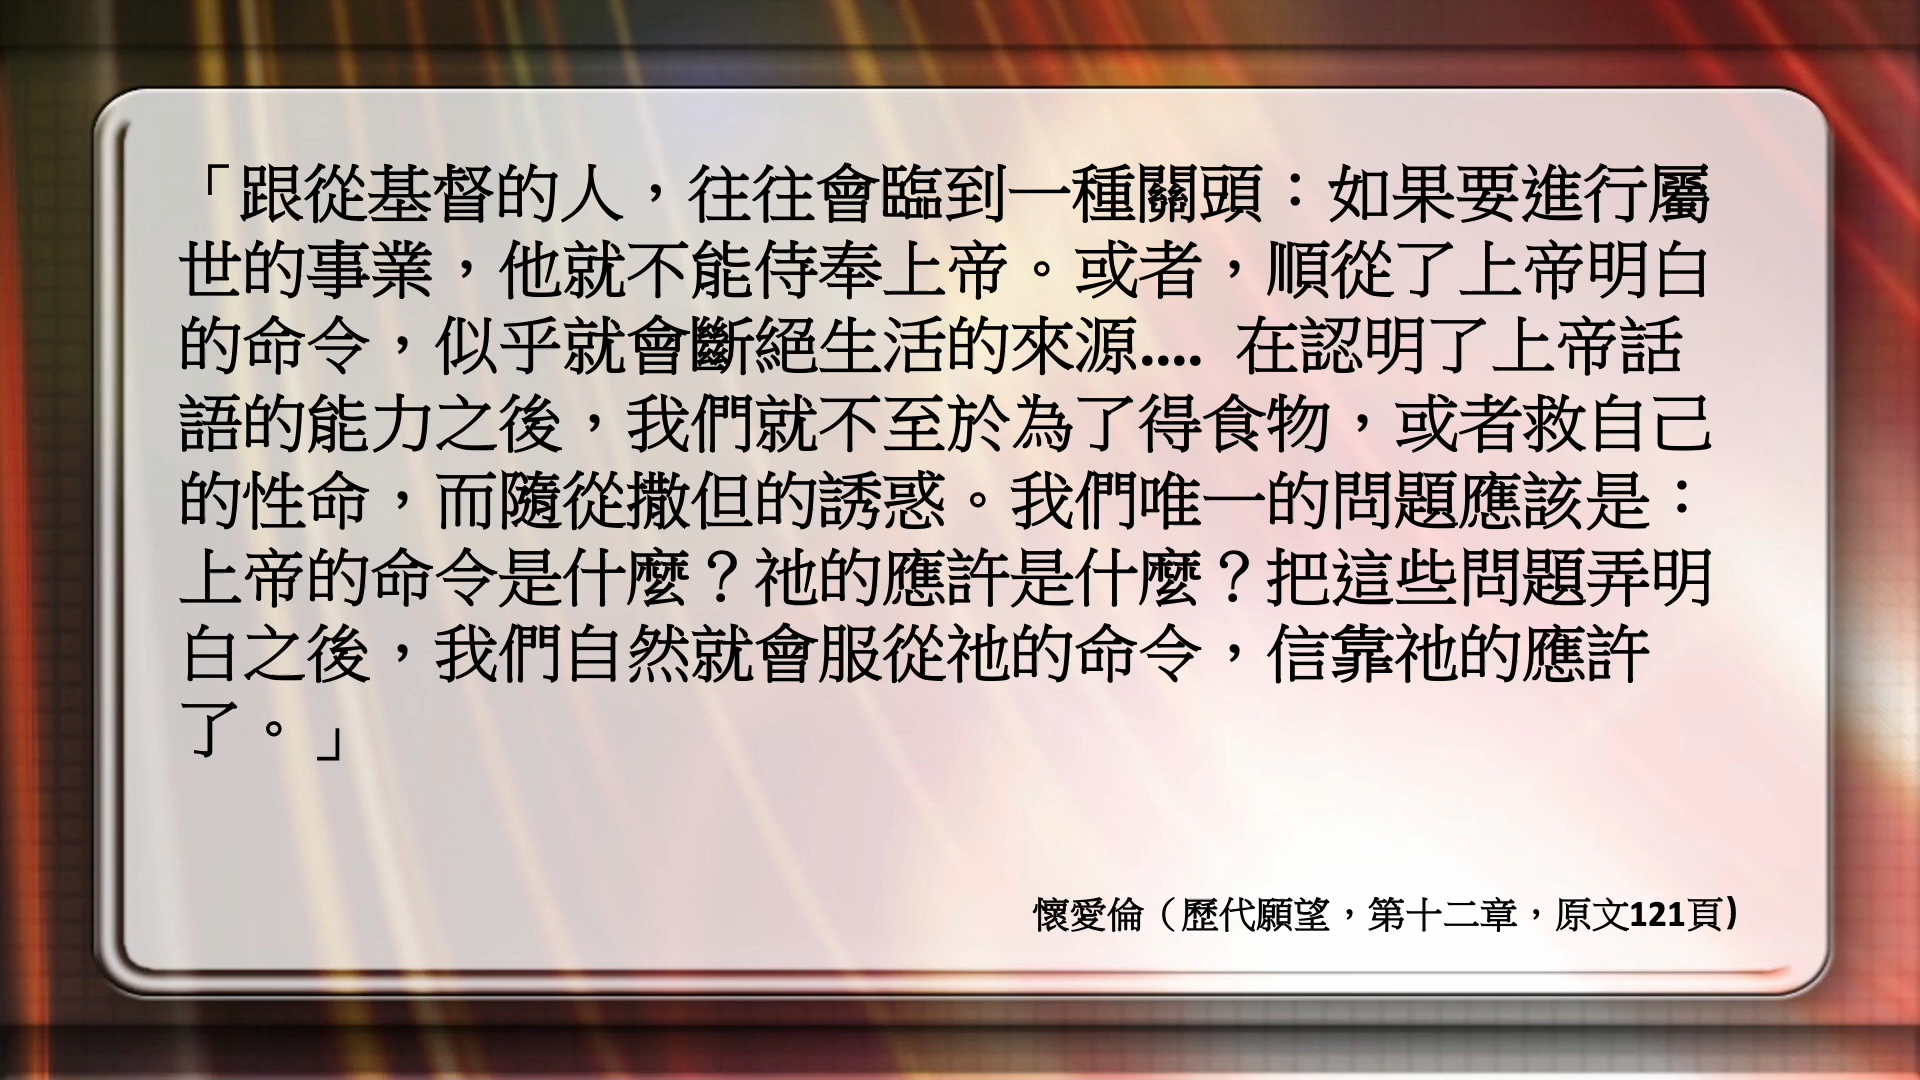 「跟從基督的人，往往會臨到一種關頭：如果要進行屬
世的事業，他就不能侍奉上帝。或者，順從了上帝明白
的命令，似乎就會斷絕生活的來源.... 在認明了上帝話
語的能力之後，我們就不至於為了得食物，或者救自己
的性命，而隨從撒但的誘惑。我們唯一的問題應該是：
上帝的命令是什麼？祂的應許是什麼？把這些問題弄明
白之後，我們自然就會服從祂的命令，信靠祂的應許
了。」
懷愛倫（歷代願望，第十二章，原文121頁)